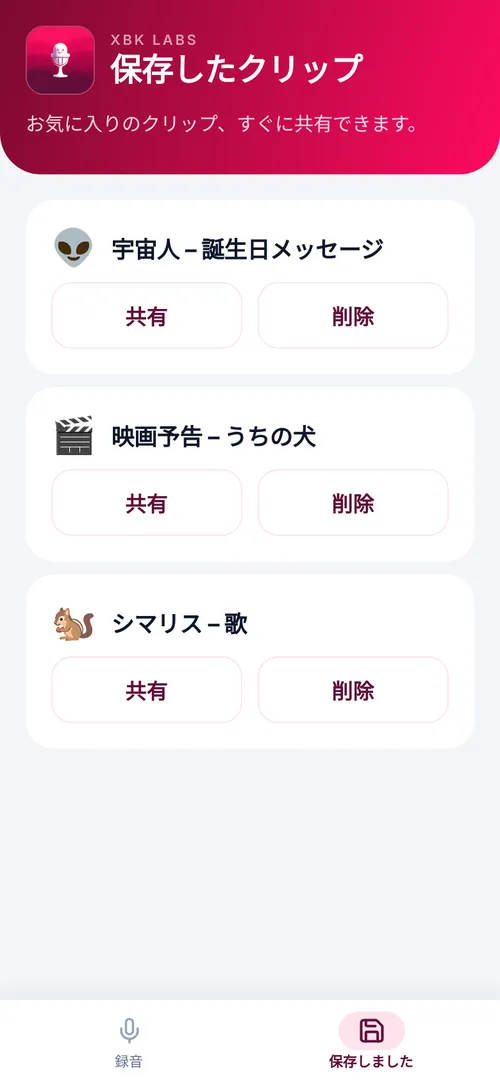 XBK LABS
保存したクリップ
お気に入りのクリップ、すぐに共有できます。
宇宙人 – 誕生日メッセージ
共有
削除
映画予告 – うちの犬
共有
削除
シマリス – 歌
共有
削除
録音
保存しました